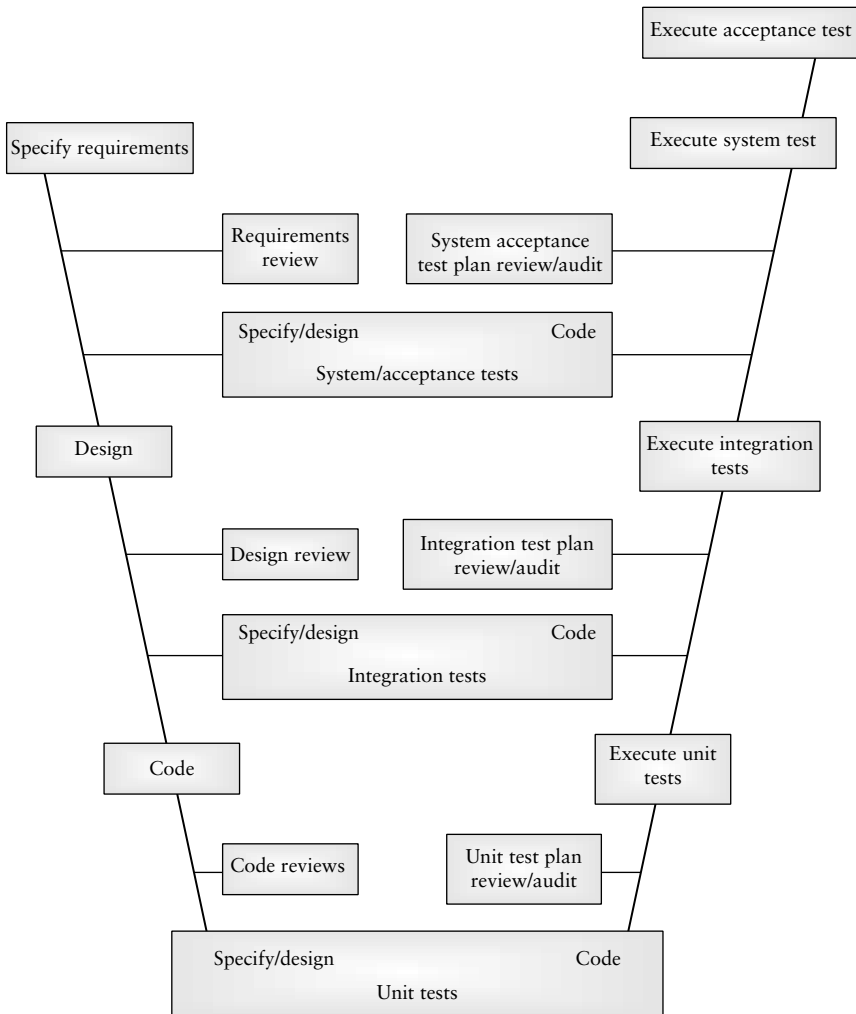 Execute acceptance test
Specify requirements
Execute system test
Requirements
review
System acceptance
test plan review/audit
Specify/design Code
System/acceptance tests
Design
Execute integration
tests
Design review
Integration test plan
review/audit
Specify/design Code
Integration tests
Code
Execute unit
tests
Code reviews
Unit test plan
review/audit
Specify/design Code
Unit tests